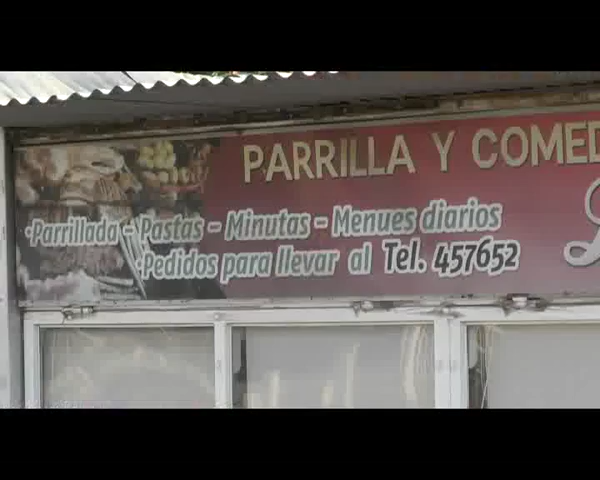 PARRILLA Y COMED
·Parrillada - Pastas - Minutas - Menues diarios
·Pedidos para llevar al Tel. 457652